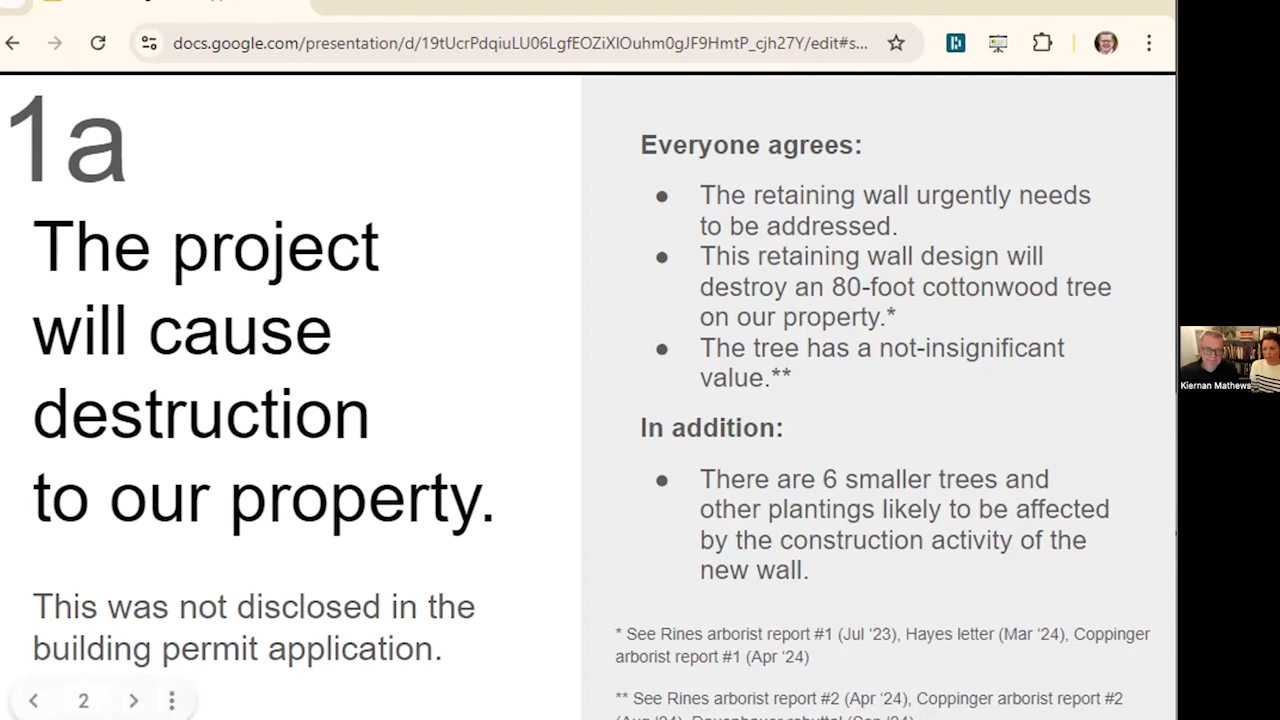 docs.google.com/presentation/d/19tUcrPdqiuLU06LgfEOZiXIOuhm0gJF9HmtP_cjh27Y/edit#s...
1a
The project
will cause
destruction
to our property.
This was not disclosed in the
building permit application.
2
Everyone agrees:
● The retaining wall urgently needs
to be addressed.
● This retaining wall design will
destroy an 80-foot cottonwood tree
on our property.*
● The tree has a not-insignificant
value.**
In addition:
● There are 6 smaller trees and
other plantings likely to be affected
by the construction activity of the
new wall.
* See Rines arborist report #1 (Jul ‘23), Hayes letter (Mar ‘24), Coppinger
arborist report #1 (Apr ‘24)
** See Rines arborist report #2 (Apr ‘24), Coppinger arborist report #2
Kiernan Mathews